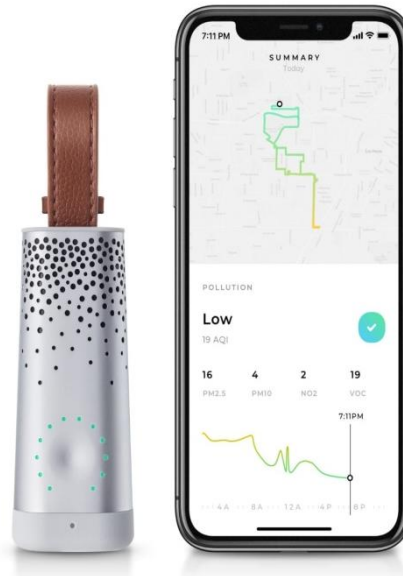 7:11 PM
SUMMARY
Today
POLLUTION
Low
19 AQI
16 4 2 19
PM2.5 PM10 NO2 VOC
7:11PM
4A 8A 12A 4P 8P